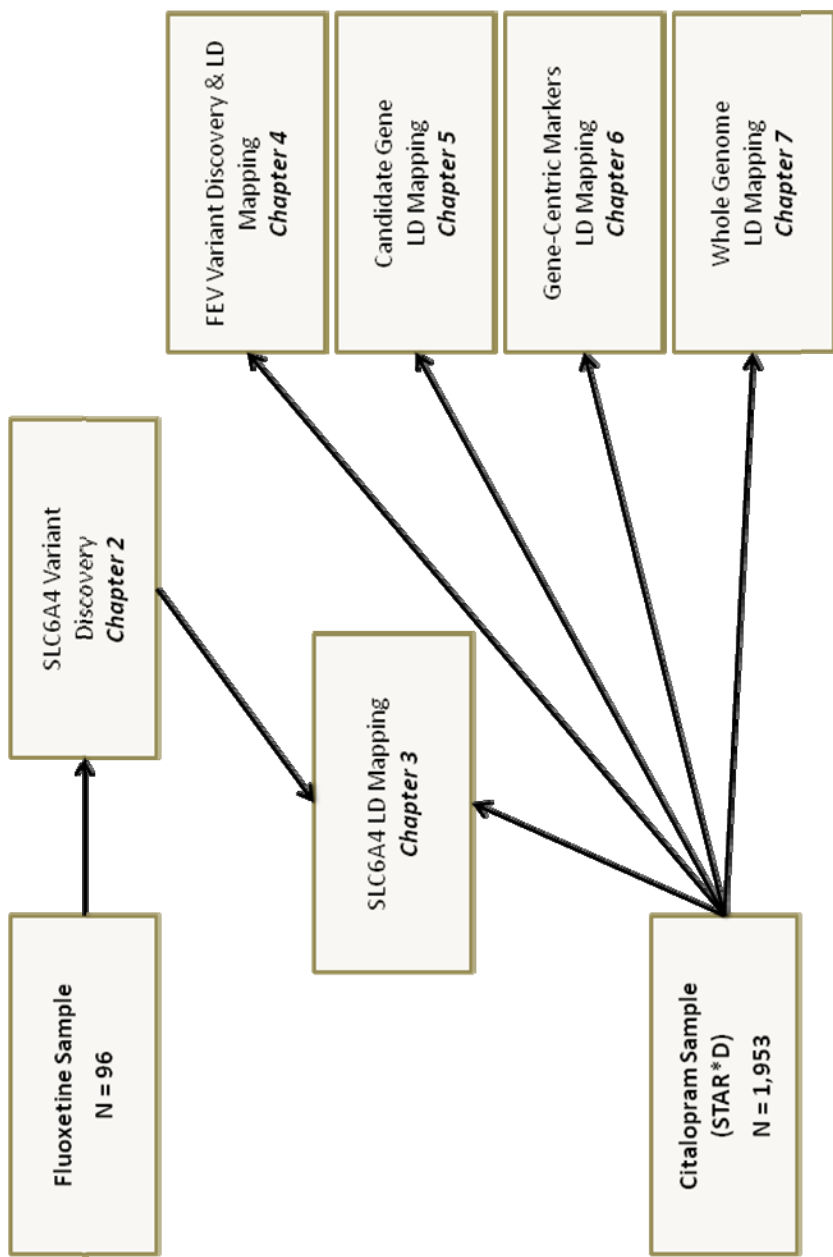 Fluoxetine Sample
N = 96
SLC6A4 Variant
Discovery
Chapter 2
SLC6A4 LD Mapping
Chapter 3
Citalopram Sample
(STAR*D)
N = 1,953
FEV Variant Discovery & LD
Mapping
Chapter 4
Candidate Gene
LD Mapping
Chapter 5
Gene-Centric Markers
LD Mapping
Chapter 6
Whole Genome
LD Mapping
Chapter 7